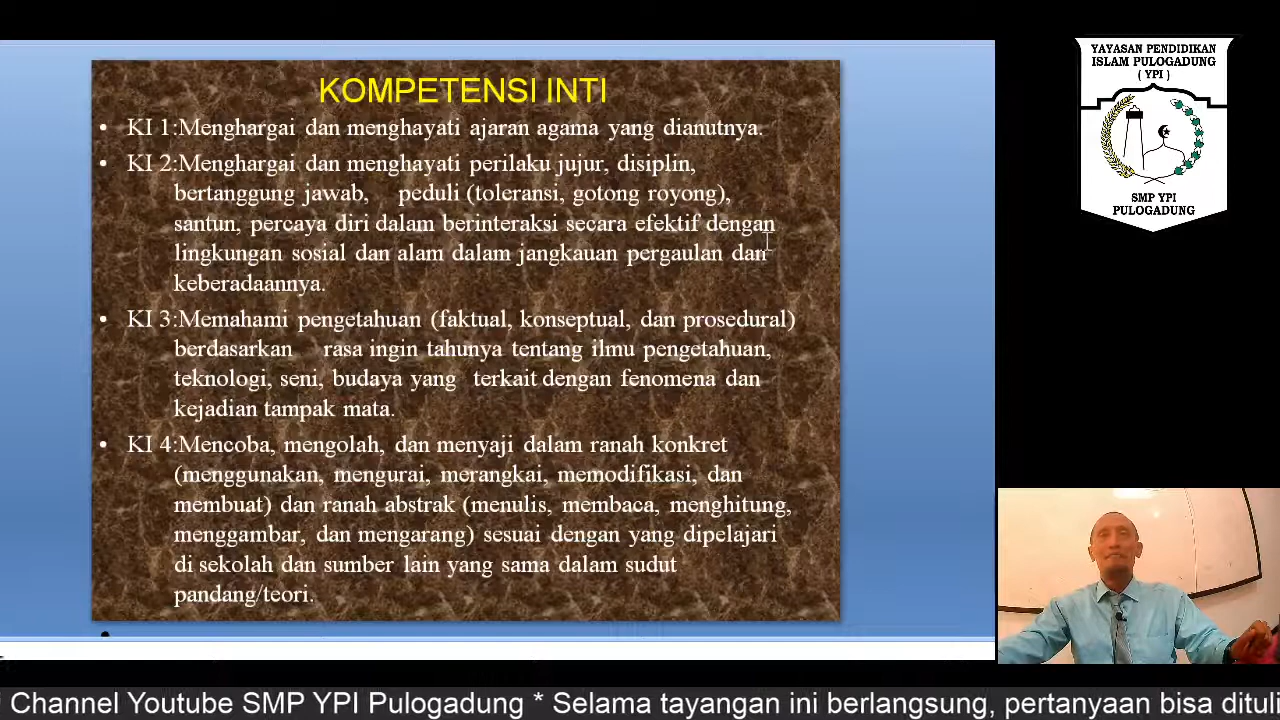 KOMPETENSI INTI
• KI 1:Menghargai dan menghayati ajaran agama yang dianutnya.
• KI 2:Menghargai dan menghayati perilaku jujur, disiplin,
bertanggung jawab, peduli (toleransi, gotong royong),
santun, percaya diri dalam berinteraksi secara efektif dengan
lingkungan sosial dan alam dalam jangkauan pergaulan dan
keberadaannya.
• KI 3:Memahami pengetahuan (faktual, konseptual, dan prosedural)
berdasarkan rasa ingin tahunya tentang ilmu pengetahuan,
teknologi, seni, budaya yang terkait dengan fenomena dan
kejadian tampak mata.
• KI 4:Mencoba, mengolah, dan menyaji dalam ranah konkret
(menggunakan, mengurai, merangkai, memodifikasi, dan
membuat) dan ranah abstrak (menulis, membaca, menghitung,
menggambar, dan mengarang) sesuai dengan yang dipelajari
di sekolah dan sumber lain yang sama dalam sudut
pandang/teori.
YAYASAN PENDIDIKAN
ISLAM PULOGADUNG
( YPI )
SMP YPI
PULOGADUNG
Channel Youtube SMP YPI Pulogadung * Selama tayangan ini berlangsung, pertanyaan bisa dituli